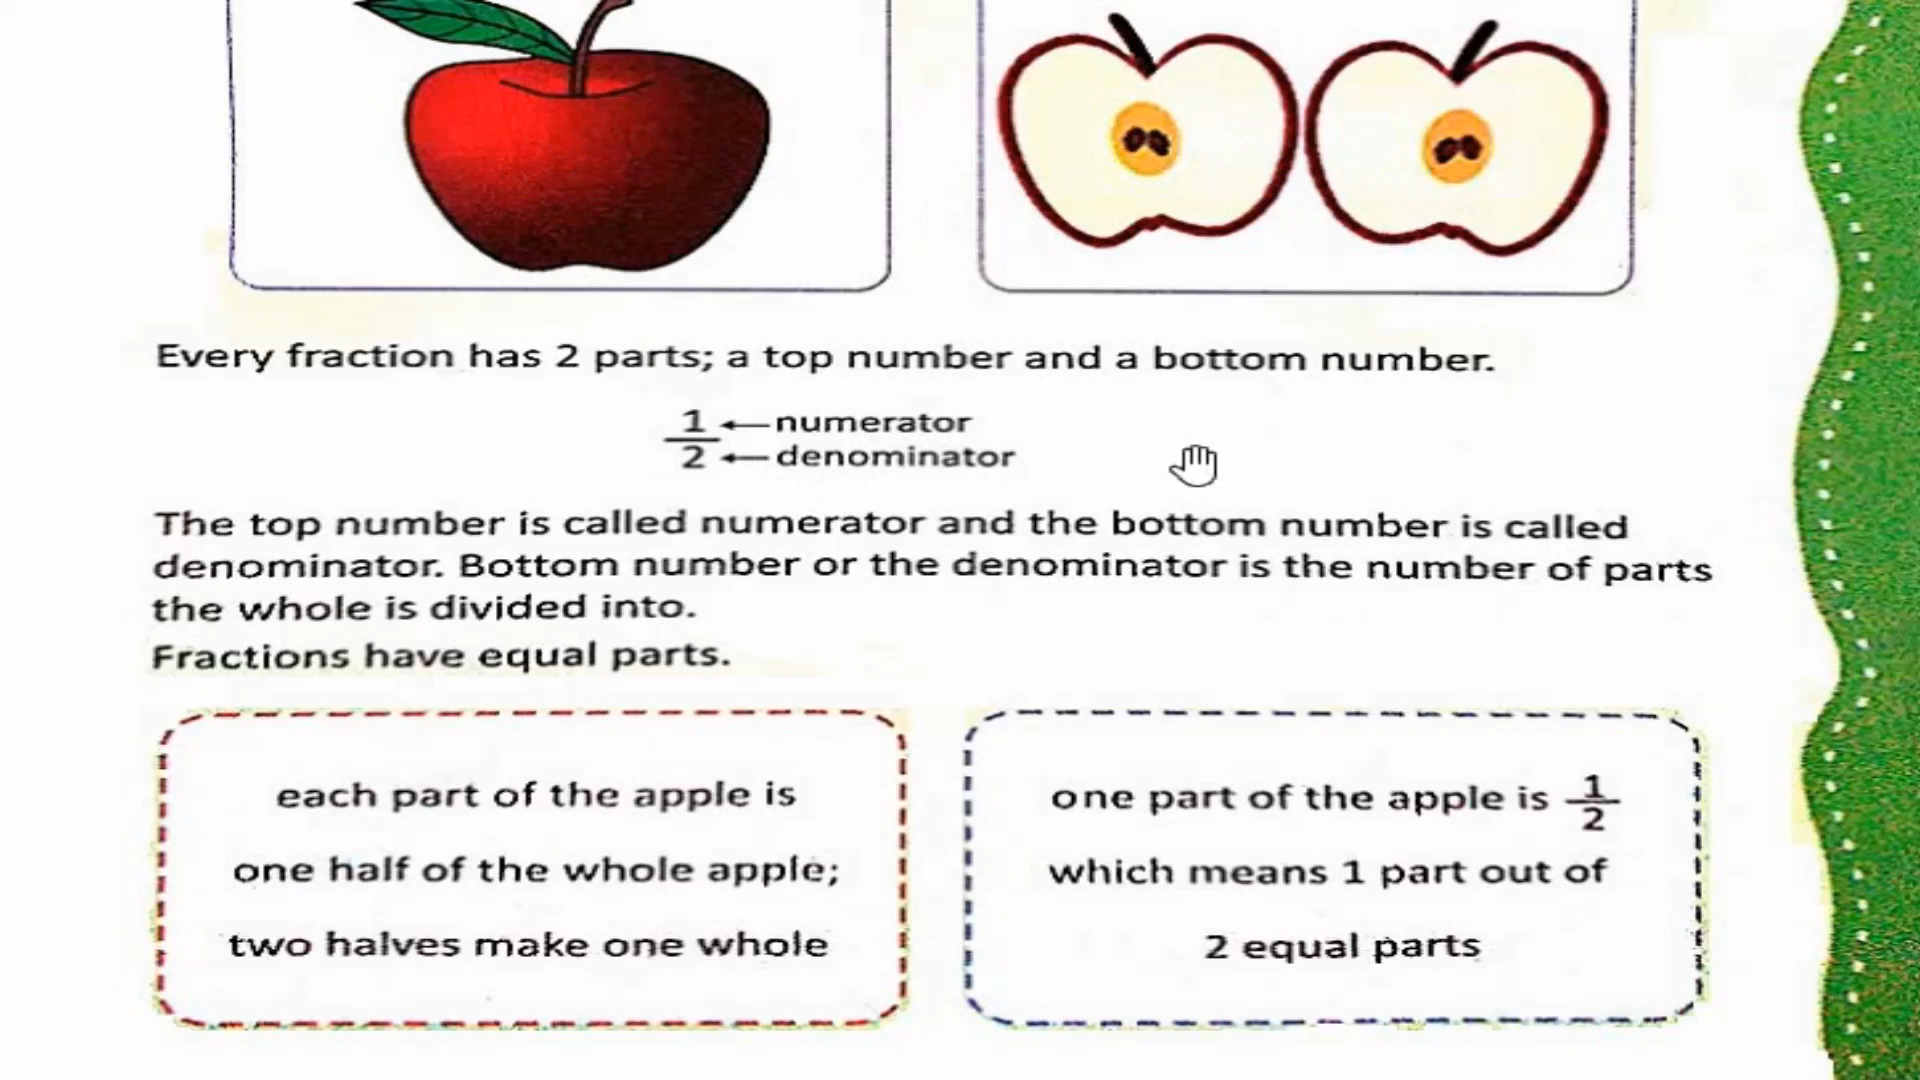 Every fraction has 2 parts; a top number and a bottom number.
1 ← numerator
2 ← denominator
The top number is called numerator and the bottom number is called
denominator. Bottom number or the denominator is the number of parts
the whole is divided into.
Fractions have equal parts.
each part of the apple is
one half of the whole apple;
two halves make one whole
one part of the apple is 1/2
which means 1 part out of
2 equal parts